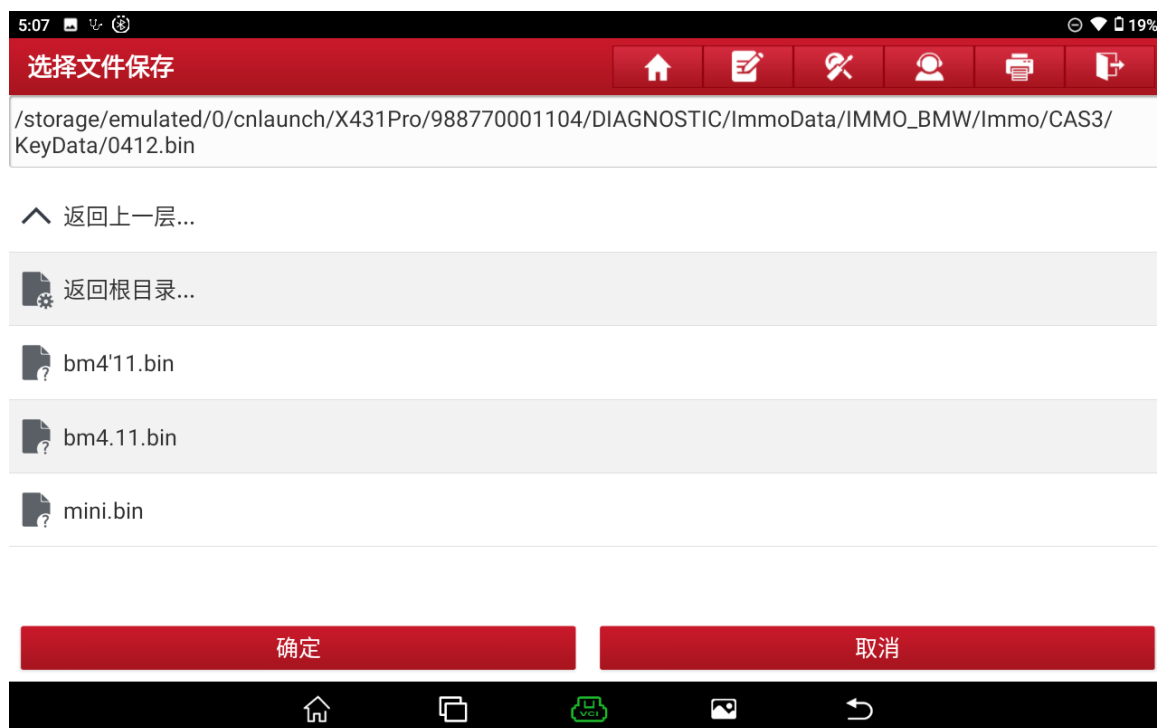 5:07
19%
选择文件保存
/storage/emulated/0/cnlaunch/X431Pro/988770001104/DIAGNOSTIC/ImmoData/IMMO_BMW/Immo/CAS3/
KeyData/0412.bin
返回上一层...
返回根目录...
bm4'11.bin
bm4.11.bin
mini.bin
确定
取消
VCI